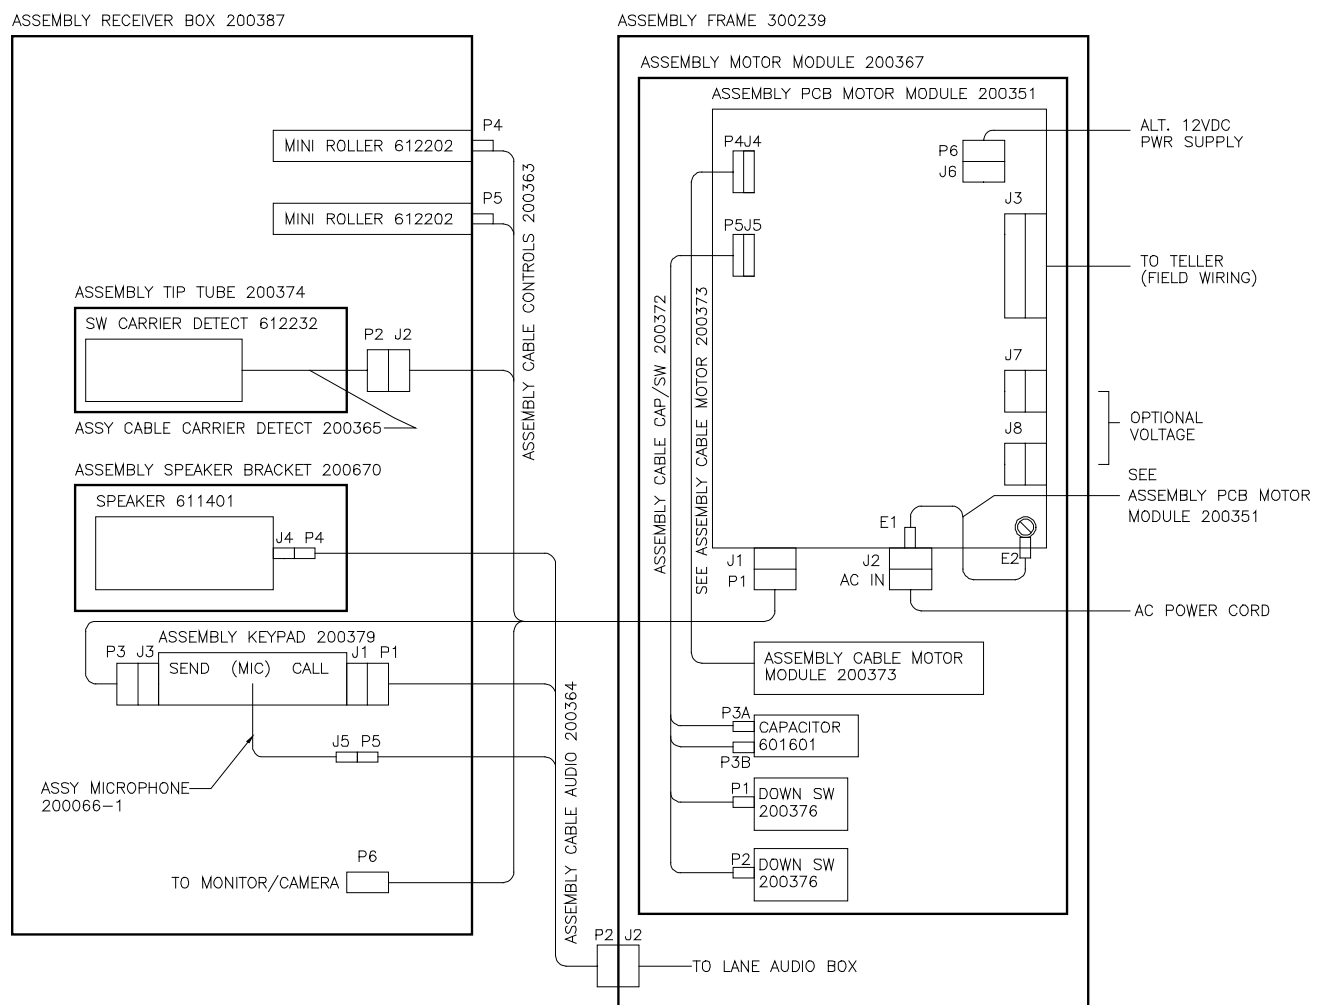 ASSEMBLY RECEIVER BOX 200387
P4
MINI ROLLER 612202
P5
MINI ROLLER 612202
ASSEMBLY CABLE CONTROLS 200363
ASSEMBLY TIP TUBE 200374
SW CARRIER DETECT 612232
P2 J2
ASSY CABLE CARRIER DETECT 200365
ASSEMBLY SPEAKER BRACKET 200670
SPEAKER 611401
J4 P4
ASSEMBLY KEYPAD 200379
P3 J3
SEND (MIC) CALL
J1 P1
J5 P5
ASSY MICROPHONE
200066-1
P6
TO MONITOR/CAMERA
ASSEMBLY CABLE AUDIO 200364
P2 J2
TO LANE AUDIO BOX
ASSEMBLY FRAME 300239
ASSEMBLY MOTOR MODULE 200367
ASSEMBLY PCB MOTOR MODULE 200351
P4J4
P5J5
ASSEMBLY CABLE CAP/SW 200372
SEE ASSEMBLY CABLE MOTOR 200373
P6
J6
ALT. 12VDC
PWR SUPPLY
J3
TO TELLER
(FIELD WIRING)
J7
J8
OPTIONAL
VOLTAGE
SEE
ASSEMBLY PCB MOTOR
MODULE 200351
E1
E2
J1
P1
J2
AC IN
AC POWER CORD
ASSEMBLY CABLE MOTOR
MODULE 200373
P3A
CAPACITOR
601601
P3B
P1
DOWN SW
200376
P2
DOWN SW
200376